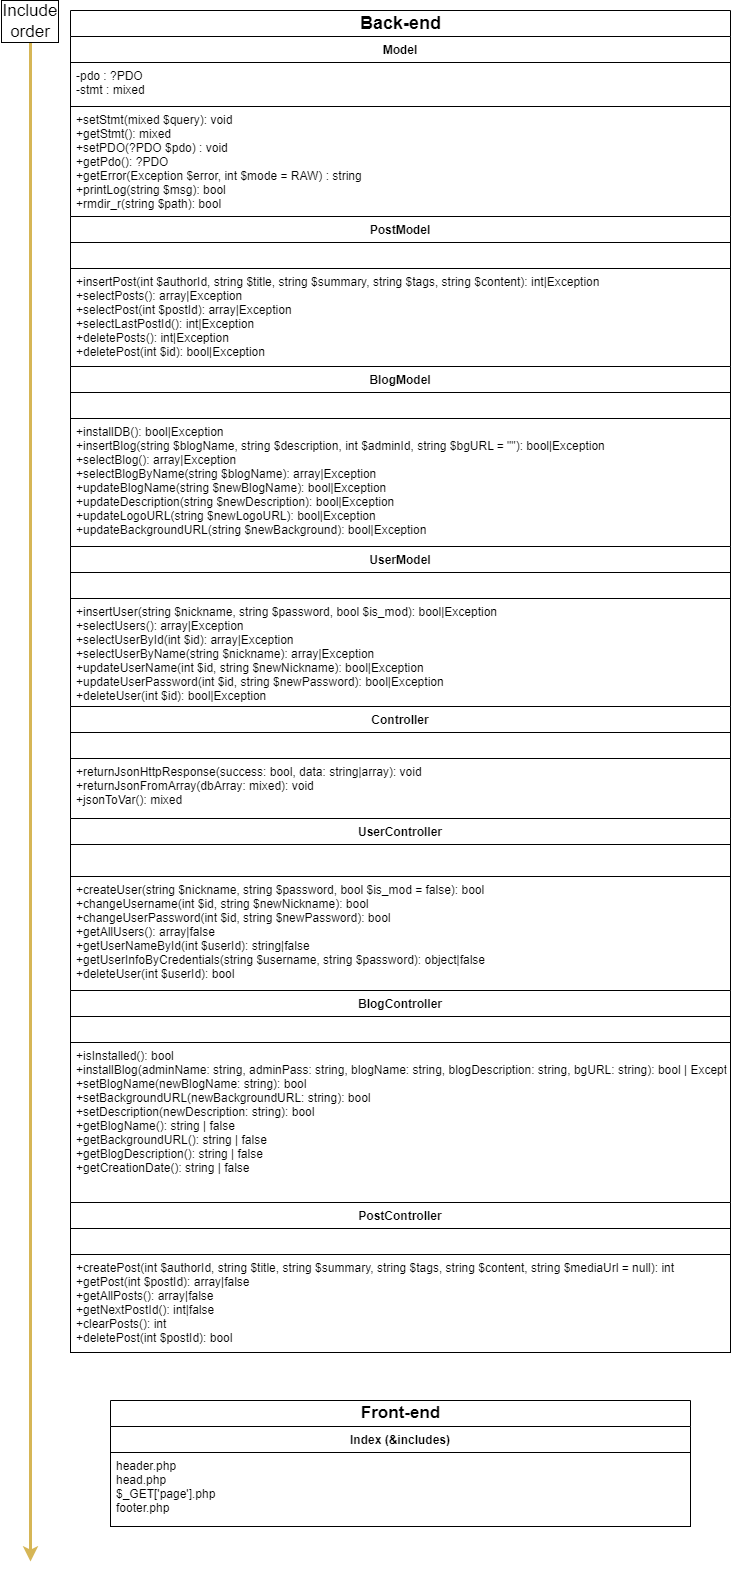 Include
order
Back-end
Model
-pdo : ?PDO
-stmt : mixed
+setStmt(mixed $query): void
+getStmt(): mixed
+setPDO(?PDO $pdo) : void
+getPdo(): ?PDO
+getError(Exception $error, int $mode = RAW) : string
+printLog(string $msg): bool
+rmdir_r(string $path): bool
PostModel
+insertPost(int $authorId, string $title, string $summary, string $tags, string $content): int|Exception
+selectPosts(): array|Exception
+selectPost(int $postId): array|Exception
+selectLastPostId(): int|Exception
+deletePosts(): int|Exception
+deletePost(int $id): bool|Exception
BlogModel
+installDB(): bool|Exception
+insertBlog(string $blogName, string $description, int $adminId, string $bgURL = ""): bool|Exception
+selectBlog(): array|Exception
+selectBlogByName(string $blogName): array|Exception
+updateBlogName(string $newBlogName): bool|Exception
+updateDescription(string $newDescription): bool|Exception
+updateLogoURL(string $newLogoURL): bool|Exception
+updateBackgroundURL(string $newBackground): bool|Exception
UserModel
+insertUser(string $nickname, string $password, bool $is_mod): bool|Exception
+selectUsers(): array|Exception
+selectUserById(int $id): array|Exception
+selectUserByName(string $nickname): array|Exception
+updateUserName(int $id, string $newNickname): bool|Exception
+updateUserPassword(int $id, string $newPassword): bool|Exception
+deleteUser(int $id): bool|Exception
Controller
+returnJsonHttpResponse(success: bool, data: string|array): void
+returnJsonFromArray(dbArray: mixed): void
+jsonToVar(): mixed
UserController
+createUser(string $nickname, string $password, bool $is_mod = false): bool
+changeUsername(int $id, string $newNickname): bool
+changeUserPassword(int $id, string $newPassword): bool
+getAllUsers(): array|false
+getUserNameById(int $userId): string|false
+getUserInfoByCredentials(string $username, string $password): object|false
+deleteUser(int $userId): bool
BlogController
+isInstalled(): bool
+installBlog(adminName: string, adminPass: string, blogName: string, blogDescription: string, bgURL: string): bool | Except
+setBlogName(newBlogName: string): bool
+setBackgroundURL(newBackgroundURL: string): bool
+setDescription(newDescription: string): bool
+getBlogName(): string | false
+getBackgroundURL(): string | false
+getBlogDescription(): string | false
+getCreationDate(): string | false
PostController
+createPost(int $authorId, string $title, string $summary, string $tags, string $content, string $mediaUrl = null): int
+getPost(int $postId): array|false
+getAllPosts(): array|false
+getNextPostId(): int|false
+clearPosts(): int
+deletePost(int $postId): bool
Front-end
Index (&includes)
header.php
head.php
$_GET['page'].php
footer.php